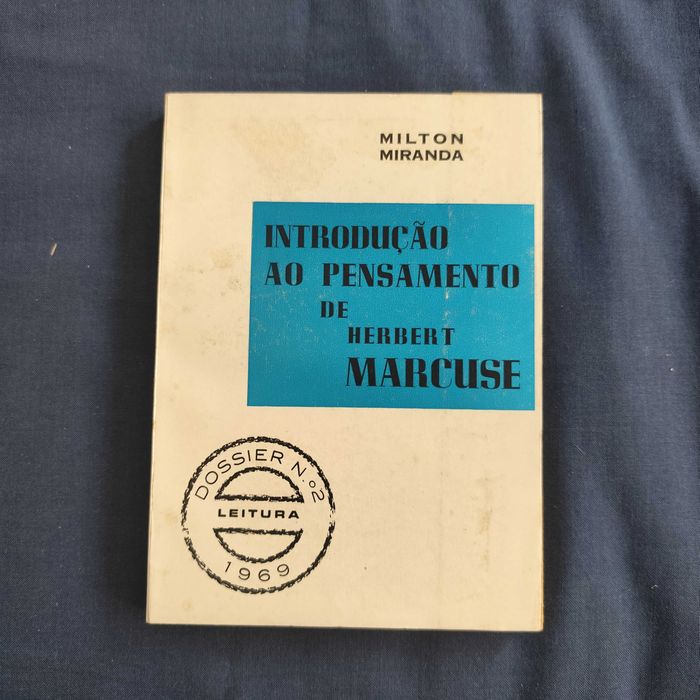 MILTON
MIRANDA
INTRODUÇÃO
AO PENSAMENTO
DE
HERBERT
MARCUSE
DOSSIER N.º 2
LEITURA
1969